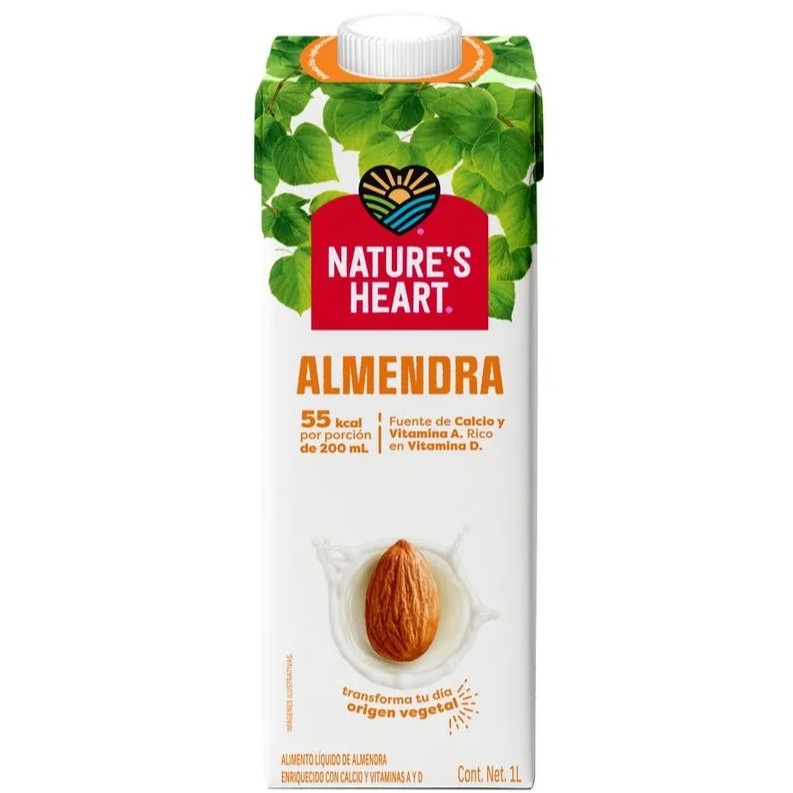 NATURE'S
HEART®
ALMENDRA
55 kcal
por porción
de 200 mL
Fuente de Calcio y
Vitamina A. Rico
en Vitamina D.
transforma tu día
origen vegetal
IMÁGENES ILUSTRATIVAS.
ALIMENTO LÍQUIDO DE ALMENDRA
ENRIQUECIDO CON CALCIO Y VITAMINAS A Y D
Cont. Net. 1L